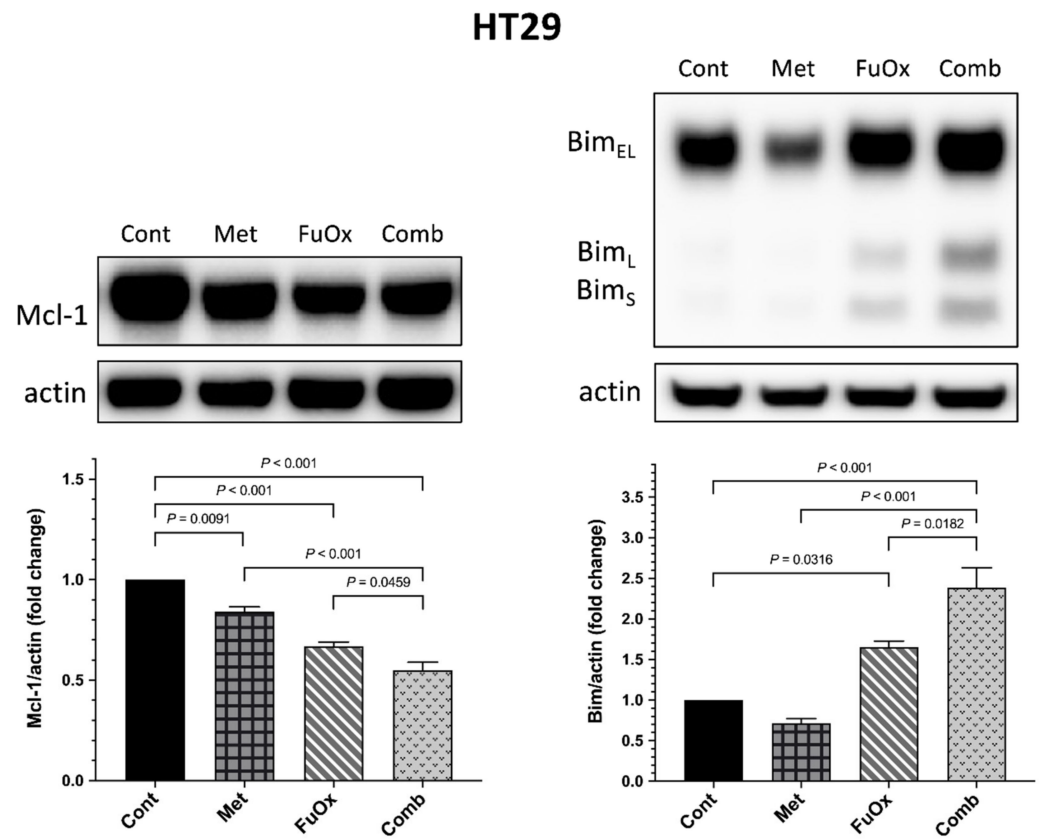 HT29
Cont Met FuOx Comb
Mcl-1
actin
1.5
1.0
0.5
0.0
Mcl-1/actin (fold change)
P < 0.001
P < 0.001
P = 0.0091
P < 0.001
P = 0.0459
Cont Met FuOx Comb
Cont Met FuOx Comb
BimEL
BimL
BimS
actin
3.5
3.0
2.5
2.0
1.5
1.0
0.5
0.0
Bim/actin (fold change)
P < 0.001
P < 0.001
P = 0.0182
P = 0.0316
Cont Met FuOx Comb